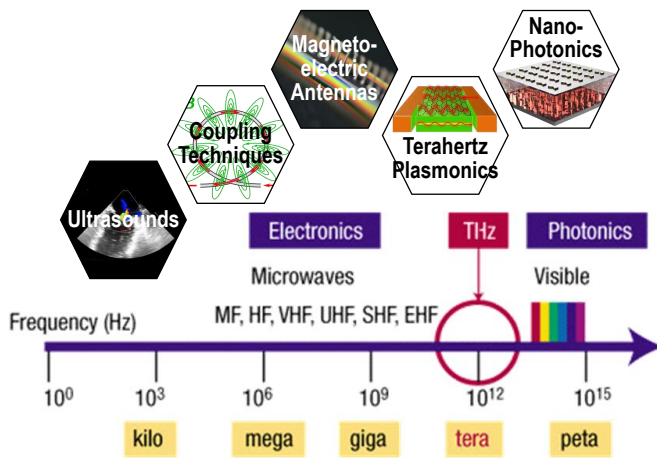 Nano-
Photonics
Magneto-
electric
Antennas
Coupling
Techniques
Terahertz
Plasmonics
Ultrasounds
Electronics
THz
Photonics
Microwaves
Visible
MF, HF, VHF, UHF, SHF, EHF
Frequency (Hz)
10⁰ 10³ 10⁶ 10⁹ 10¹² 10¹⁵
kilo mega giga tera peta